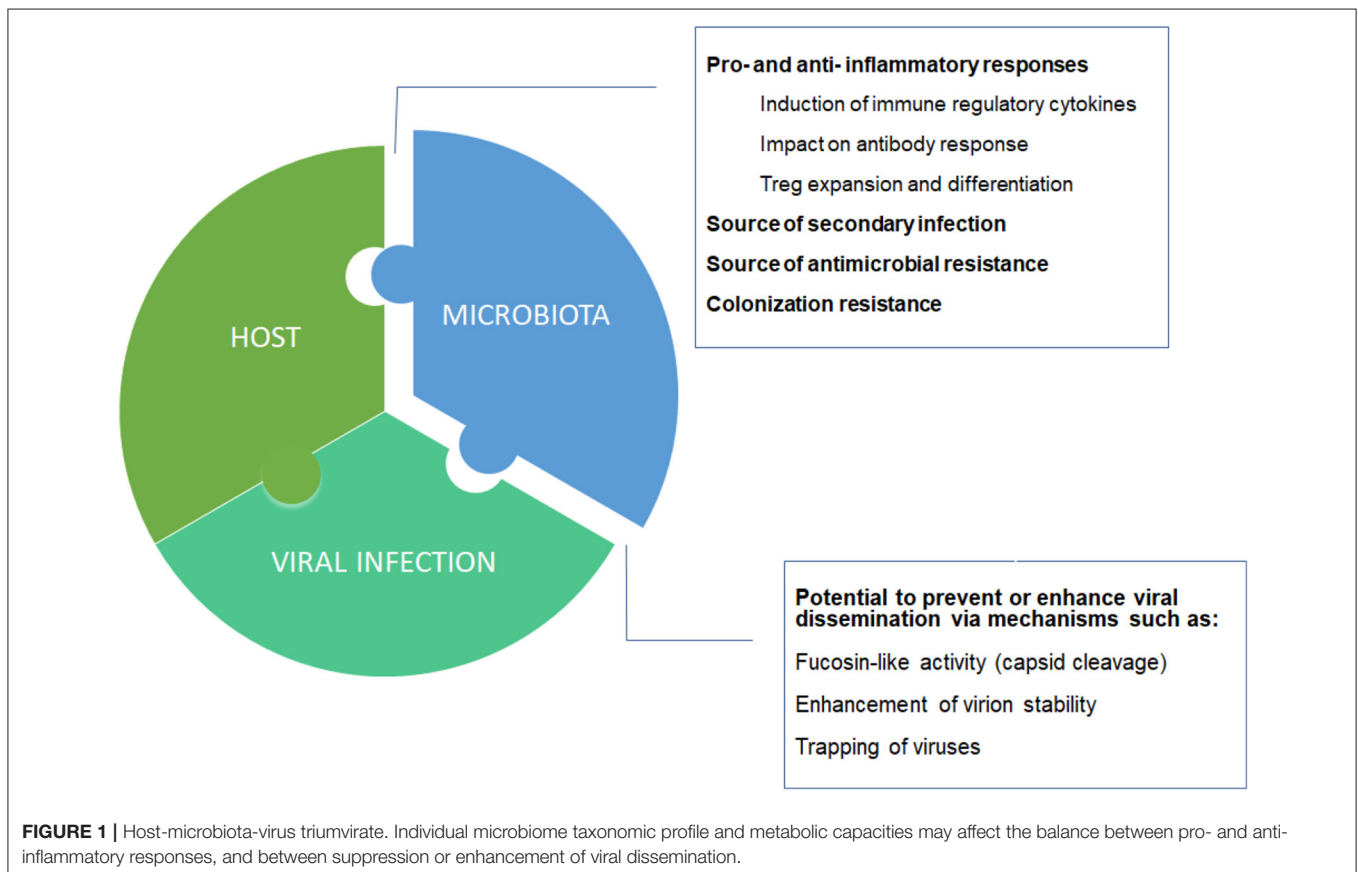 HOST
MICROBIOTA
VIRAL INFECTION
Pro- and anti- inflammatory responses
Induction of immune regulatory cytokines
Impact on antibody response
Treg expansion and differentiation
Source of secondary infection
Source of antimicrobial resistance
Colonization resistance
Potential to prevent or enhance viral
dissemination via mechanisms such as:
Fucosin-like activity (capsid cleavage)
Enhancement of virion stability
Trapping of viruses
FIGURE 1 | Host-microbiota-virus triumvirate. Individual microbiome taxonomic profile and metabolic capacities may affect the balance between pro- and anti-
inflammatory responses, and between suppression or enhancement of viral dissemination.